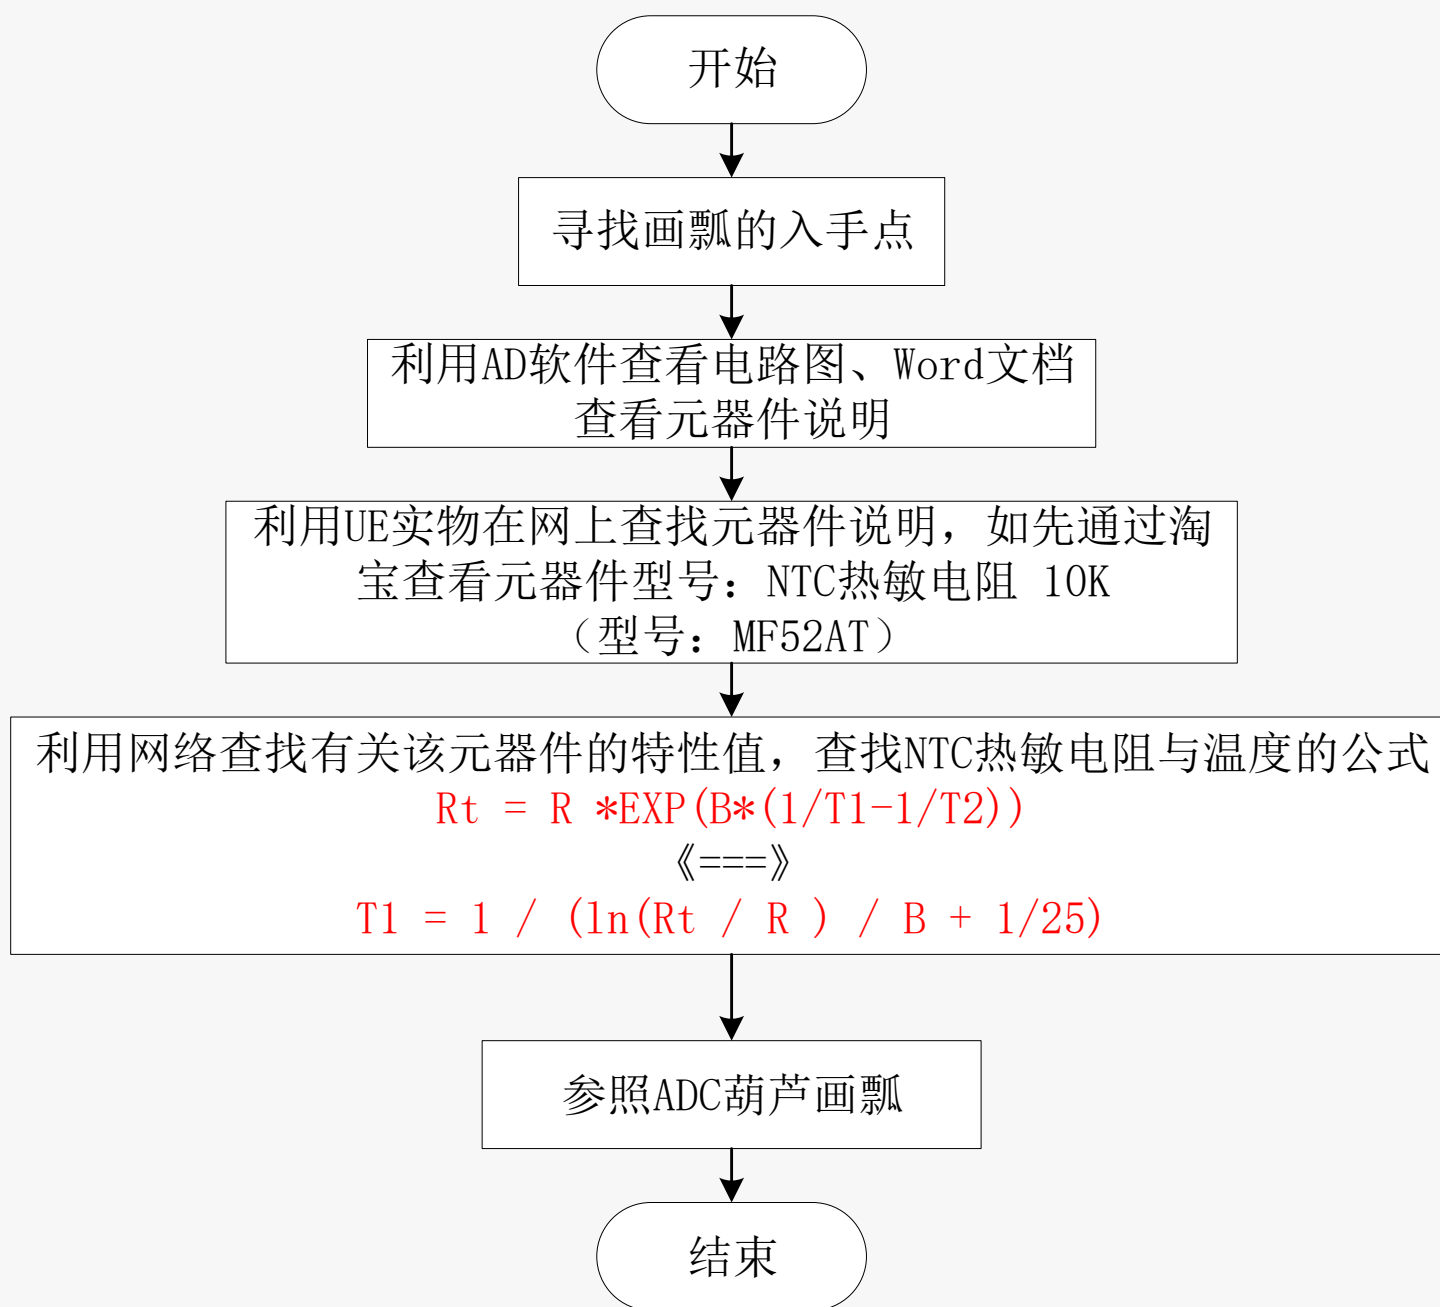 开始
寻找画瓢的入手点
利用AD软件查看电路图、Word文档
查看元器件说明
利用UE实物在网上查找元器件说明，如先通过淘
宝查看元器件型号：NTC热敏电阻 10K
（型号：MF52AT）
利用网络查找有关该元器件的特性值，查找NTC热敏电阻与温度的公式
Rt = R *EXP(B*(1/T1-1/T2))
《===》
T1 = 1 / (ln(Rt / R ) / B + 1/25)
参照ADC葫芦画瓢
结束